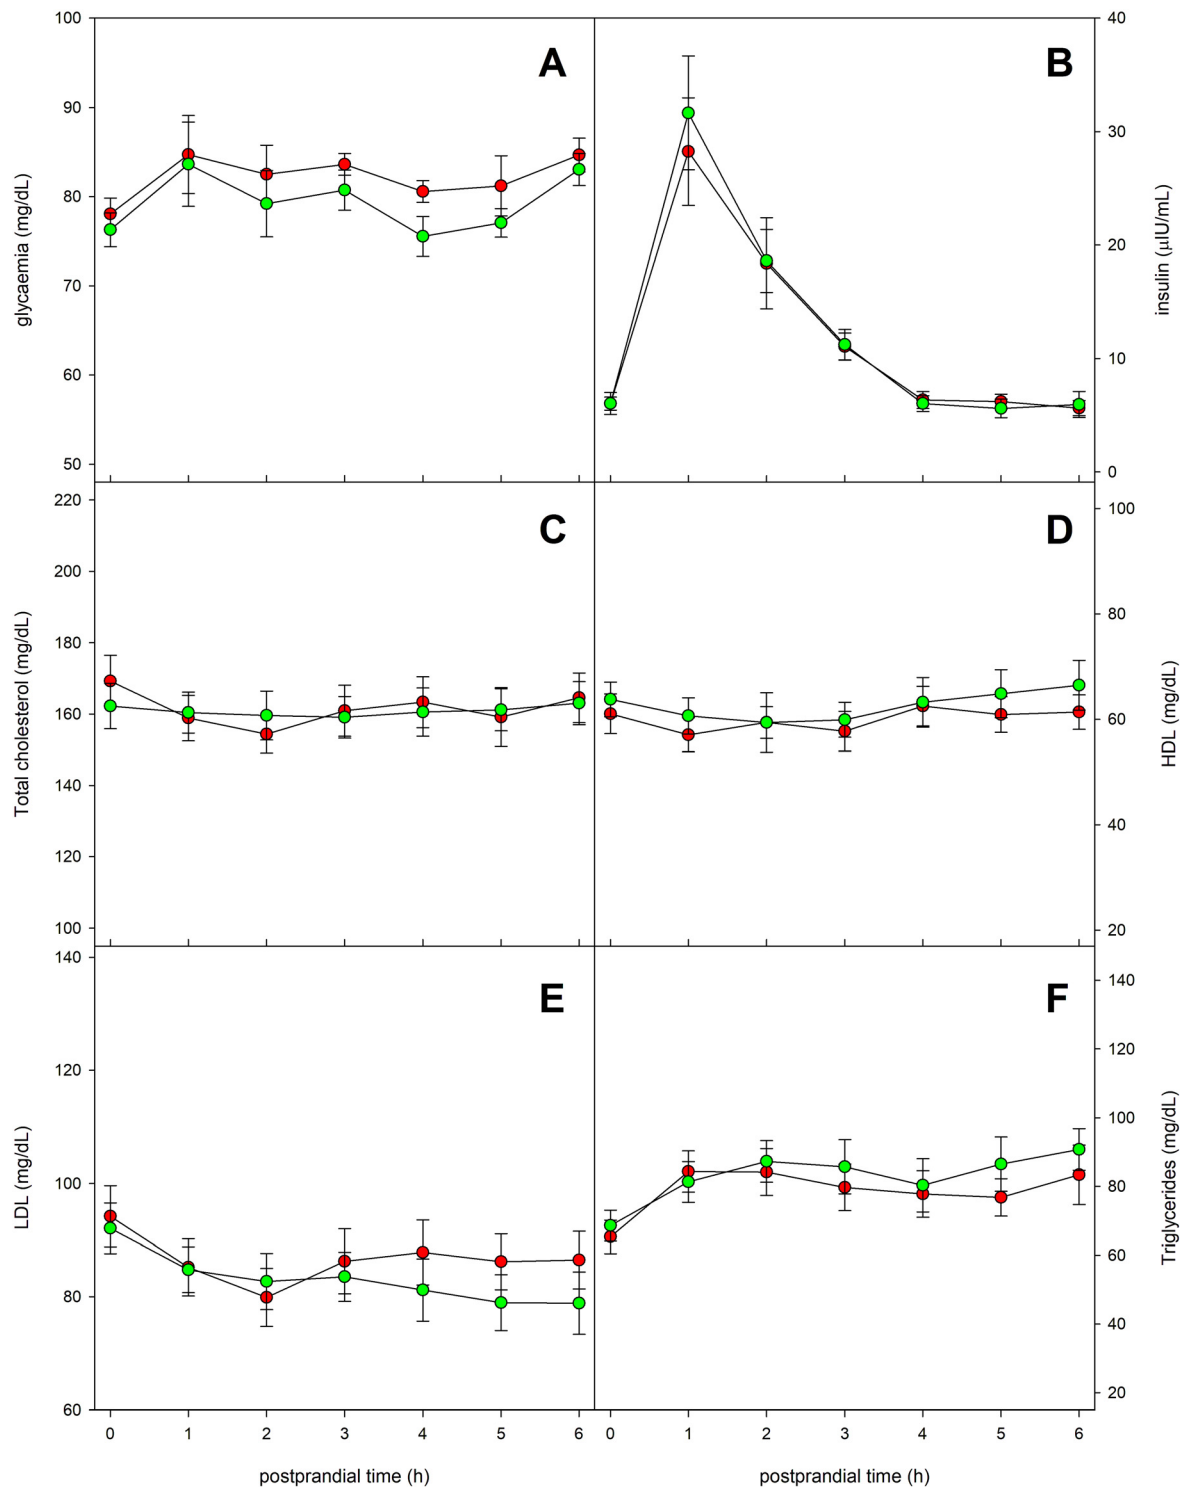 100
90
80
70
60
50
glycaemia (mg/dL)
A
B
40
30
20
10
0
insulin (µIU/mL)
220
200
180
160
140
120
100
Total cholesterol (mg/dL)
C
D
100
80
60
40
20
HDL (mg/dL)
140
120
100
80
60
LDL (mg/dL)
E
F
140
120
100
80
60
40
20
Triglycerides (mg/dL)
0 1 2 3 4 5 6
0 1 2 3 4 5 6
postprandial time (h)
postprandial time (h)